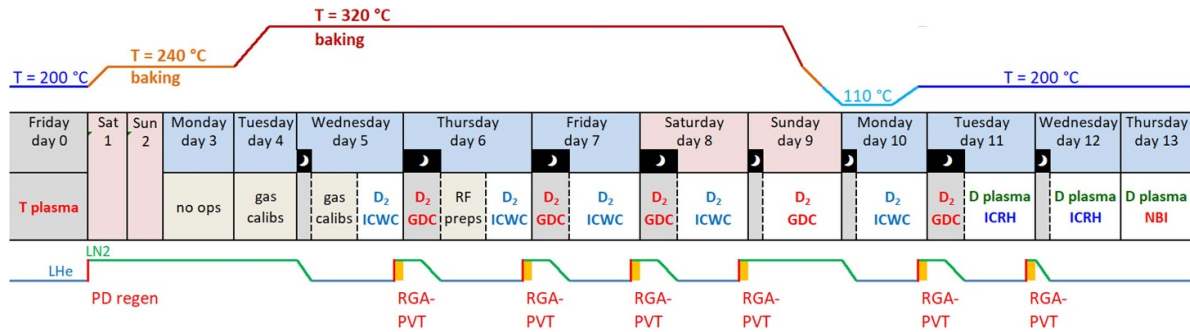 T = 320 °C
baking
T = 240 °C
baking
T = 200 °C
110 °C
T = 200 °C
Friday
day 0
Sat
1
Sun
2
Monday
day 3
Tuesday
day 4
Wednesday
day 5
Thursday
day 6
Friday
day 7
Saturday
day 8
Sunday
day 9
Monday
day 10
Tuesday
day 11
Wednesday
day 12
Thursday
day 13
T plasma
no ops
gas
calibs
gas
calibs
D₂
ICWC
D₂
GDC
RF
preps
D₂
ICWC
D₂
GDC
D₂
ICWC
D₂
GDC
D₂
ICWC
D₂
GDC
D₂
ICWC
D₂
GDC
D plasma
ICRH
D plasma
ICRH
D plasma
NBI
LN2
LHe
PD regen
RGA-
PVT
RGA-
PVT
RGA-
PVT
RGA-
PVT
RGA-
PVT
RGA-
PVT